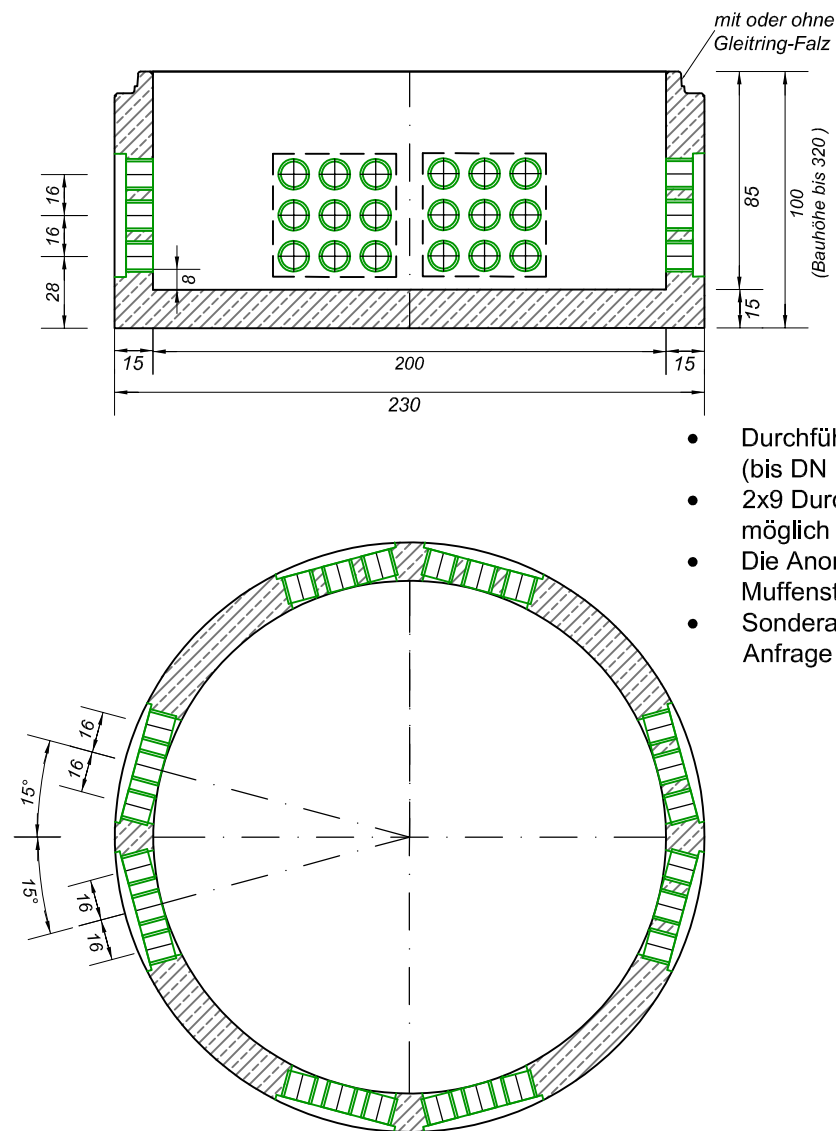 mit oder ohne
Gleitring-Falz
16
16
28
8
85
15
100
(Bauhöhe bis 320 )
15
200
15
230
• Durchfüh
(bis DN
• 2x9 Durc
möglich
• Die Anor
Muffenst
• Sondera
Anfrage
16
16
15°
15°
16
16